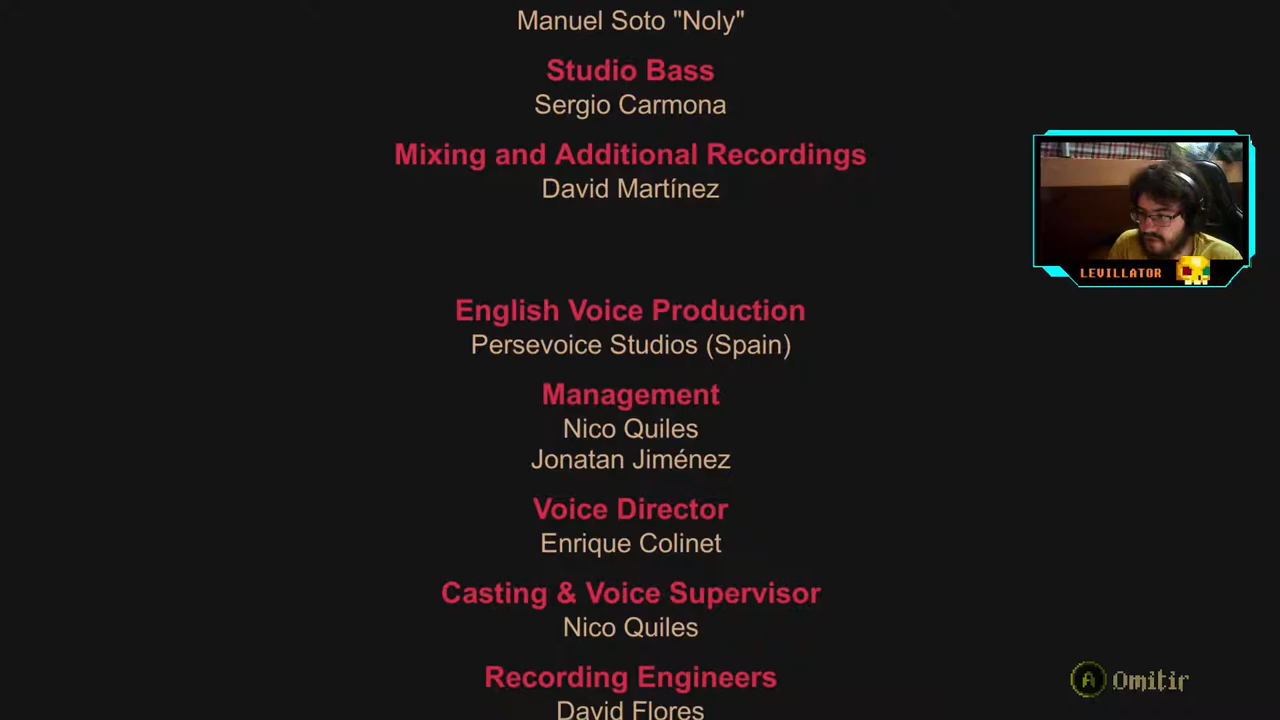 Manuel Soto "Noly"
Studio Bass
Sergio Carmona
Mixing and Additional Recordings
David Martínez
LEVILLATOR
English Voice Production
Persevoice Studios (Spain)
Management
Nico Quiles
Jonatan Jiménez
Voice Director
Enrique Colinet
Casting & Voice Supervisor
Nico Quiles
Recording Engineers
A Omitir
David Flores